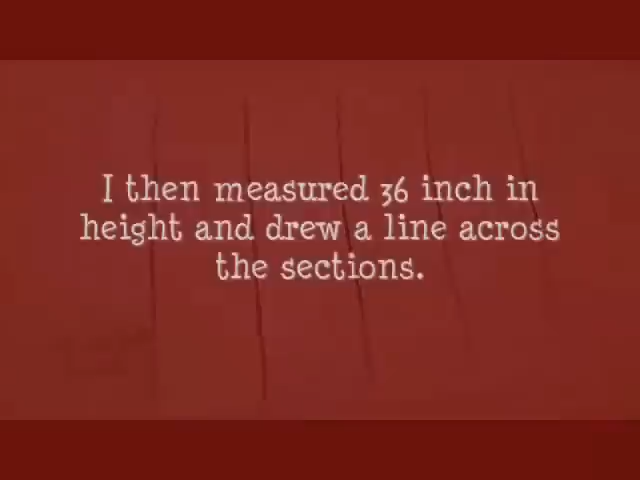 I then measured 36 inch in
height and drew a line across
the sections.